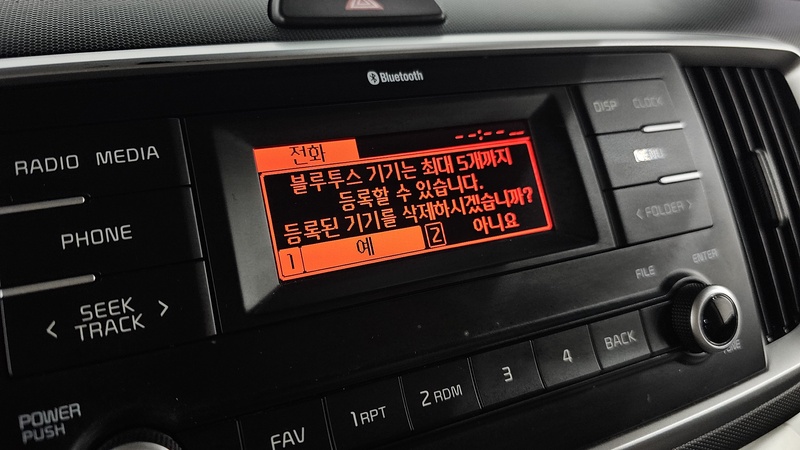 Bluetooth
DISP CLOCK
RADIO MEDIA
전화
--:--
블루투스 기기는 최대 5개까지
등록할 수 있습니다.
등록된 기기를 삭제하시겠습니까?
1 예 2 아니요
MENU
PHONE
< FOLDER >
< SEEK TRACK >
FILE ENTER
TUNE
POWER
PUSH
FAV 1 RPT 2 RDM 3 4 BACK